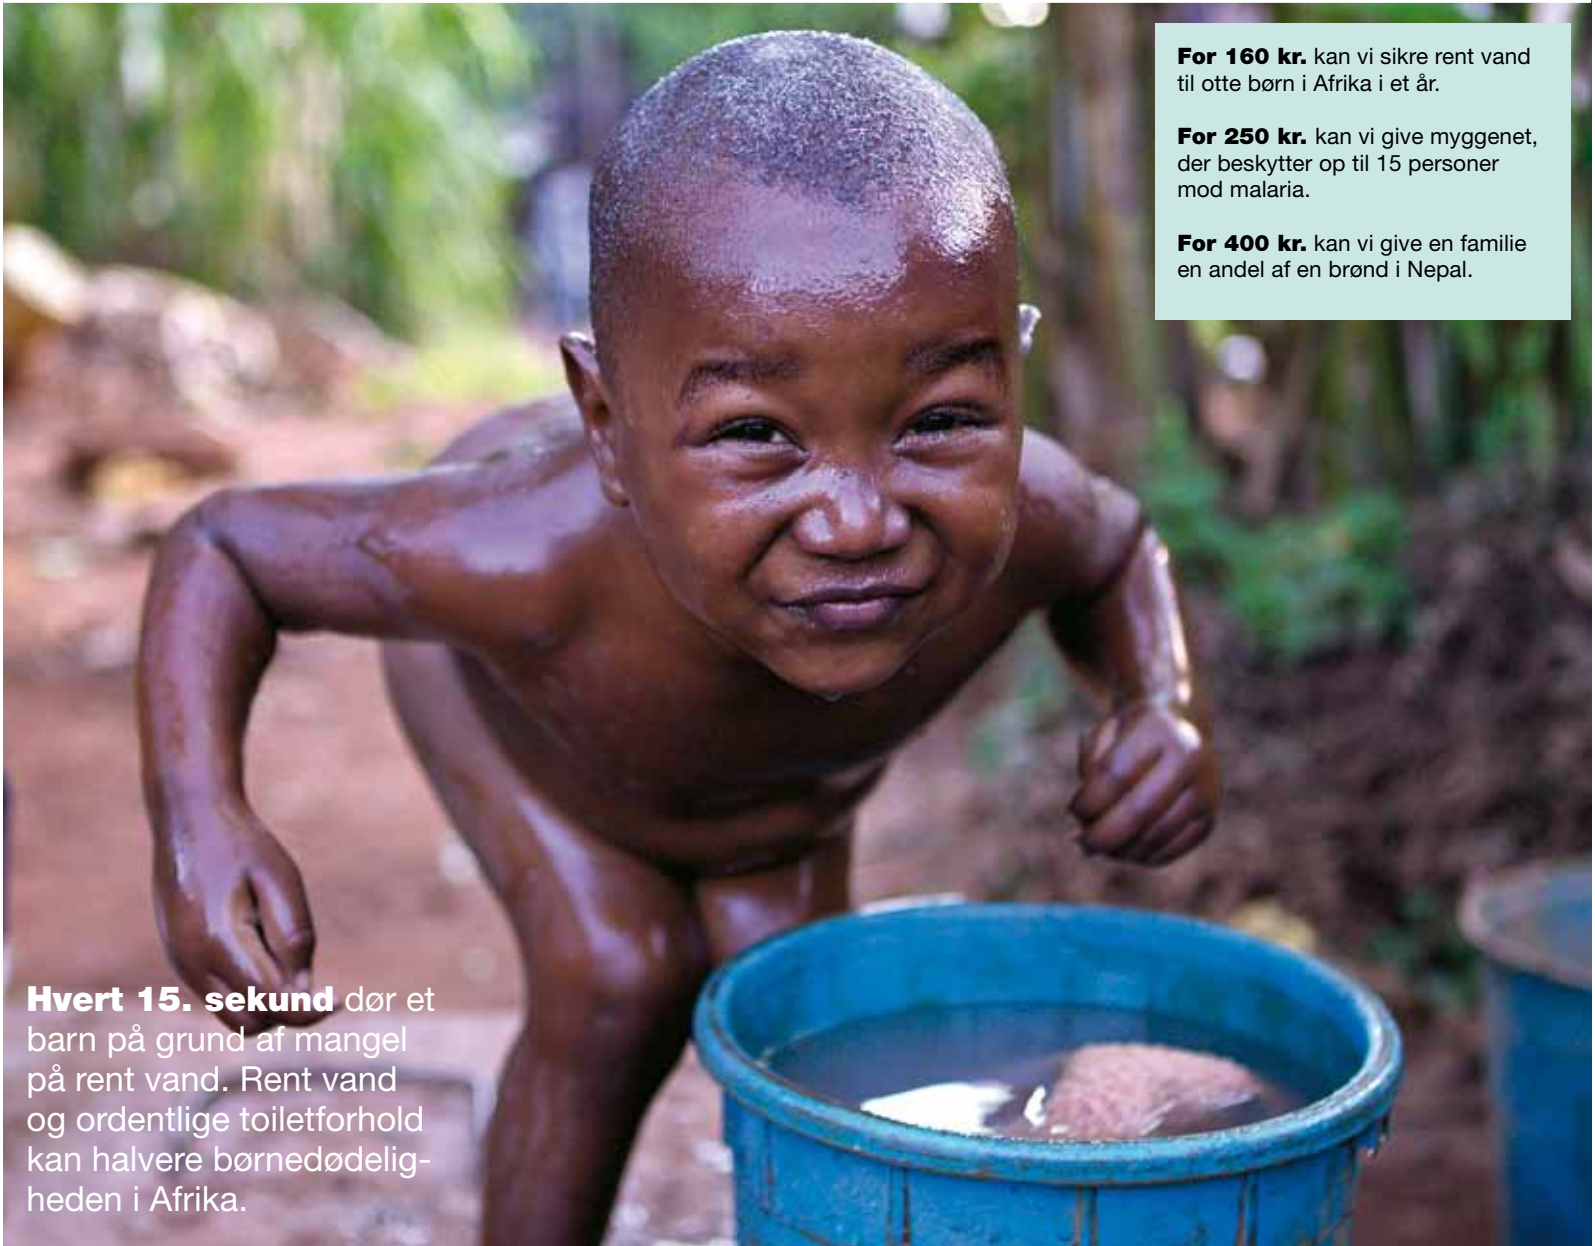 For 160 kr. kan vi sikre rent vand
til otte børn i Afrika i et år.
For 250 kr. kan vi give myggenet,
der beskytter op til 15 personer
mod malaria.
For 400 kr. kan vi give en familie
en andel af en brønd i Nepal.
Hvert 15. sekund dør et
barn på grund af mangel
på rent vand. Rent vand
og ordentlige toiletforhold
kan halvere børnedødelig-
heden i Afrika.